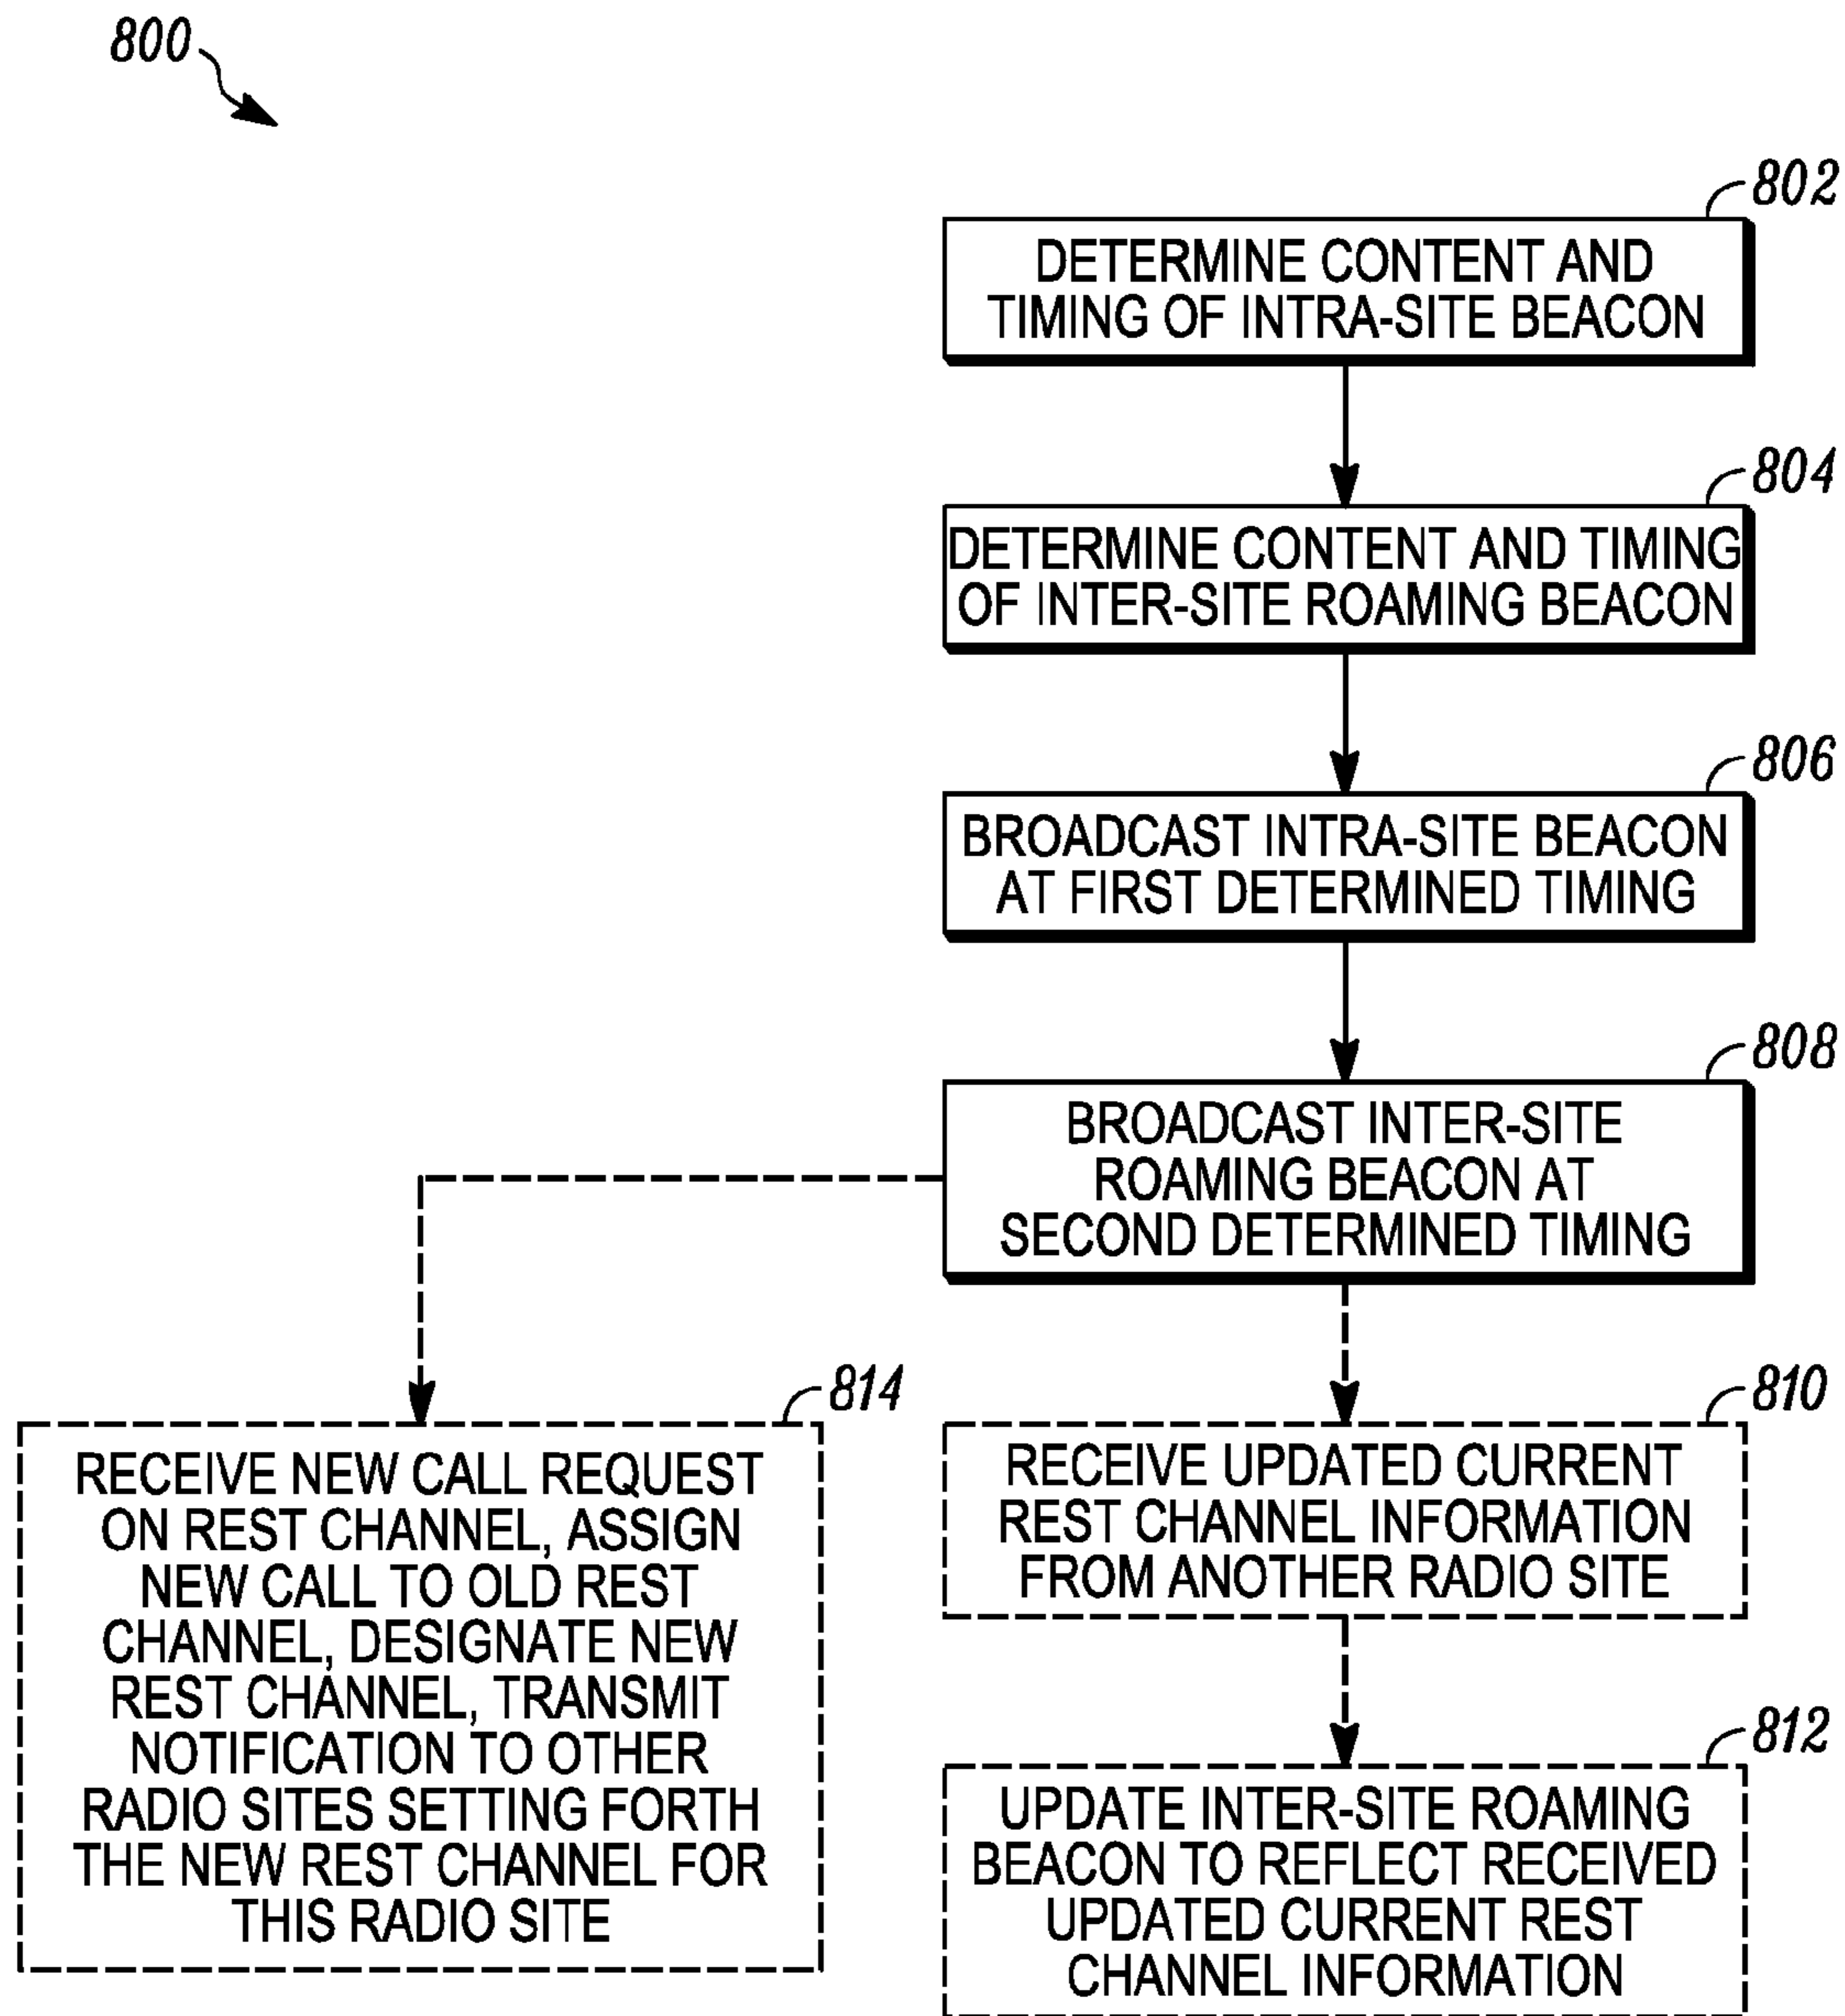 800
802
DETERMINE CONTENT AND
TIMING OF INTRA-SITE BEACON
804
DETERMINE CONTENT AND TIMING
OF INTER-SITE ROAMING BEACON
806
BROADCAST INTRA-SITE BEACON
AT FIRST DETERMINED TIMING
808
BROADCAST INTER-SITE
ROAMING BEACON AT
SECOND DETERMINED TIMING
814
RECEIVE NEW CALL REQUEST
ON REST CHANNEL, ASSIGN
NEW CALL TO OLD REST
CHANNEL, DESIGNATE NEW
REST CHANNEL, TRANSMIT
NOTIFICATION TO OTHER
RADIO SITES SETTING FORTH
THE NEW REST CHANNEL FOR
THIS RADIO SITE
810
RECEIVE UPDATED CURRENT
REST CHANNEL INFORMATION
FROM ANOTHER RADIO SITE
812
UPDATE INTER-SITE ROAMING
BEACON TO REFLECT RECEIVED
UPDATED CURRENT REST
CHANNEL INFORMATION